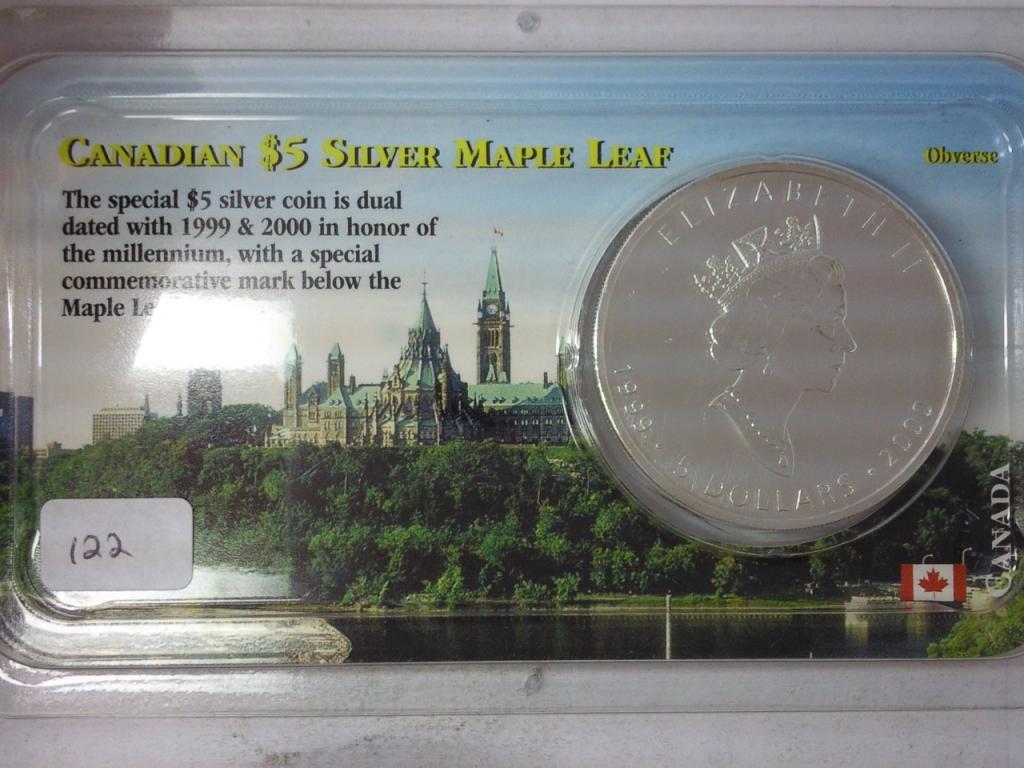 CANADIAN $5 SILVER MAPLE LEAF
Obverse
The special $5 silver coin is dual
dated with 1999 & 2000 in honor of
the millennium, with a special
commemorative mark below the
Maple
ELIZABETH II
1999 · 5 DOLLARS · 2000
122
CANADA